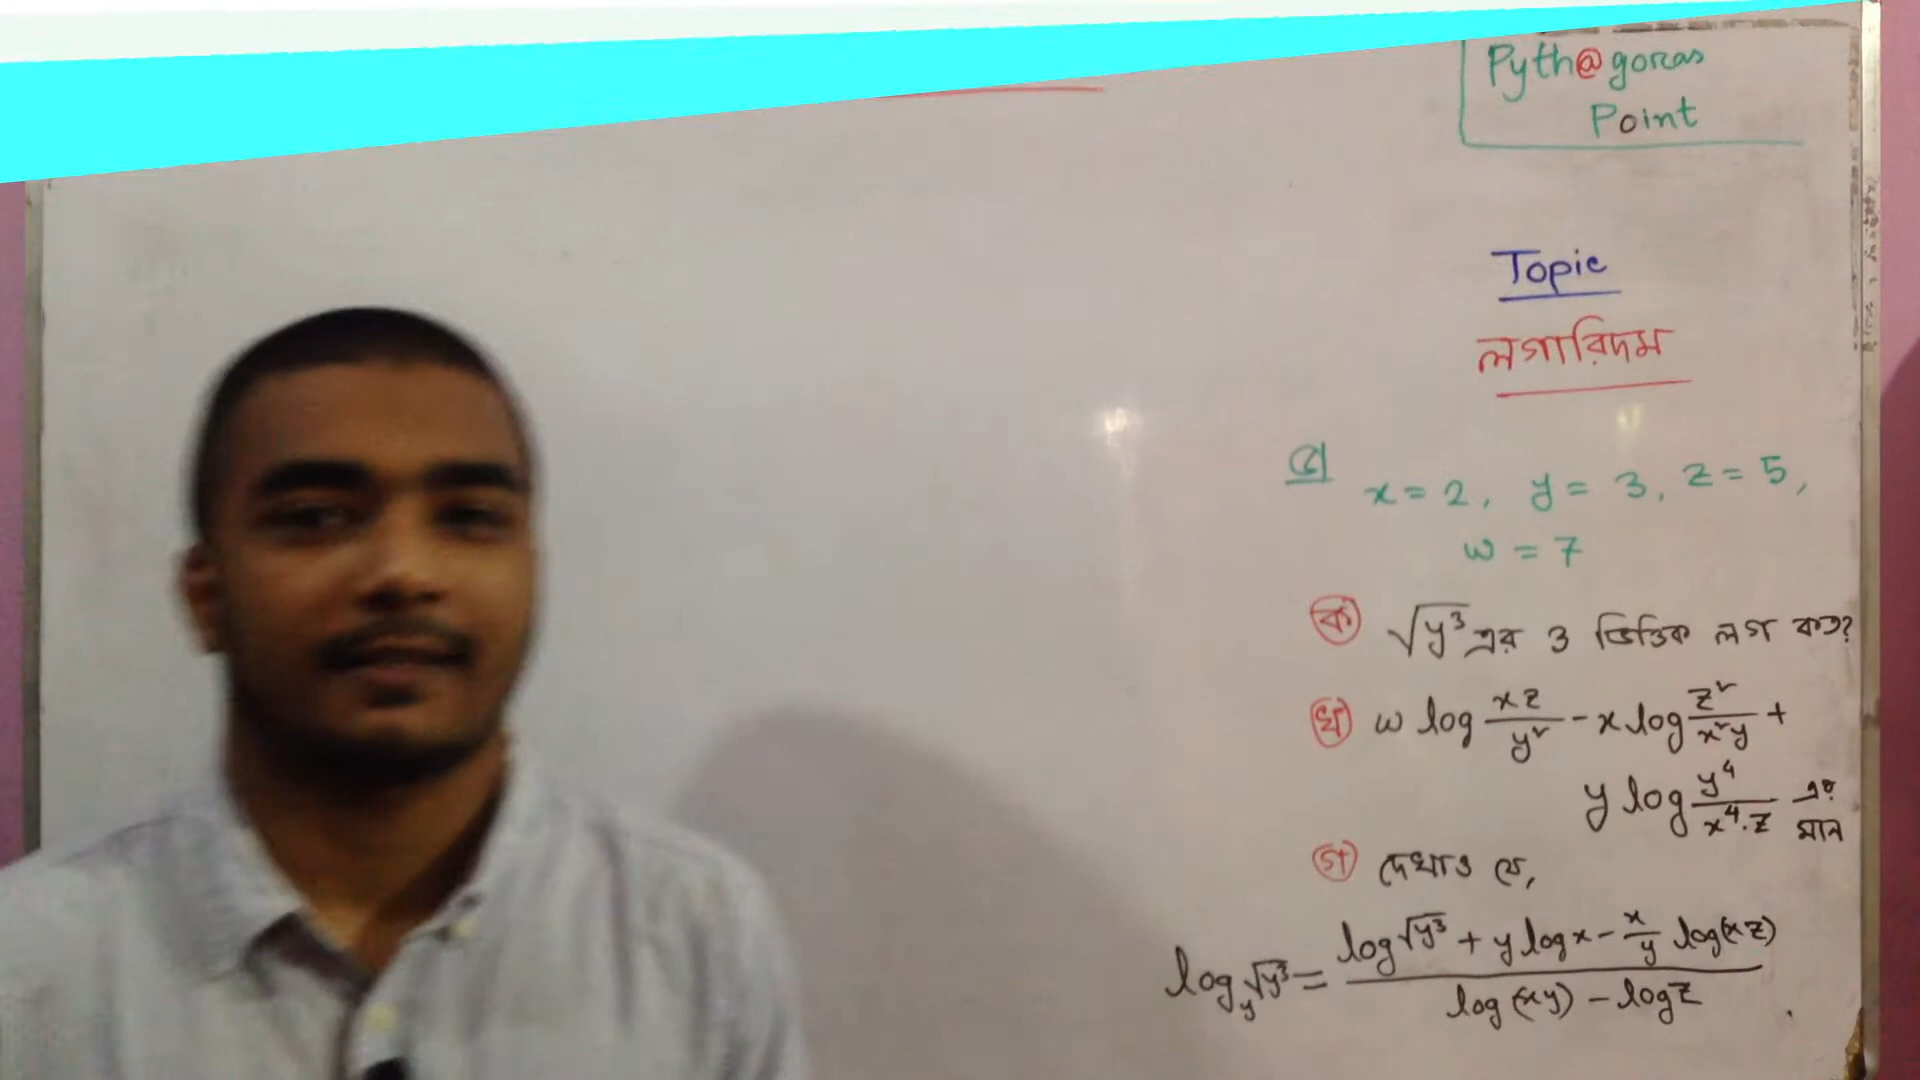 Pyth@goras
Point
Topic
লগারিদম
৫| x = 2, y = 3, z = 5,
w = 7
ক √y³ এর 3 ভিত্তিক লগ কত?
খ w log xz/y² - x log z²/x²y +
y log y⁴/x⁴.z এর মান
গ দেখাও যে,
log_y √y³ = (log√y³ + y log x - x/y log(xz)) / (log(xy) - log z)